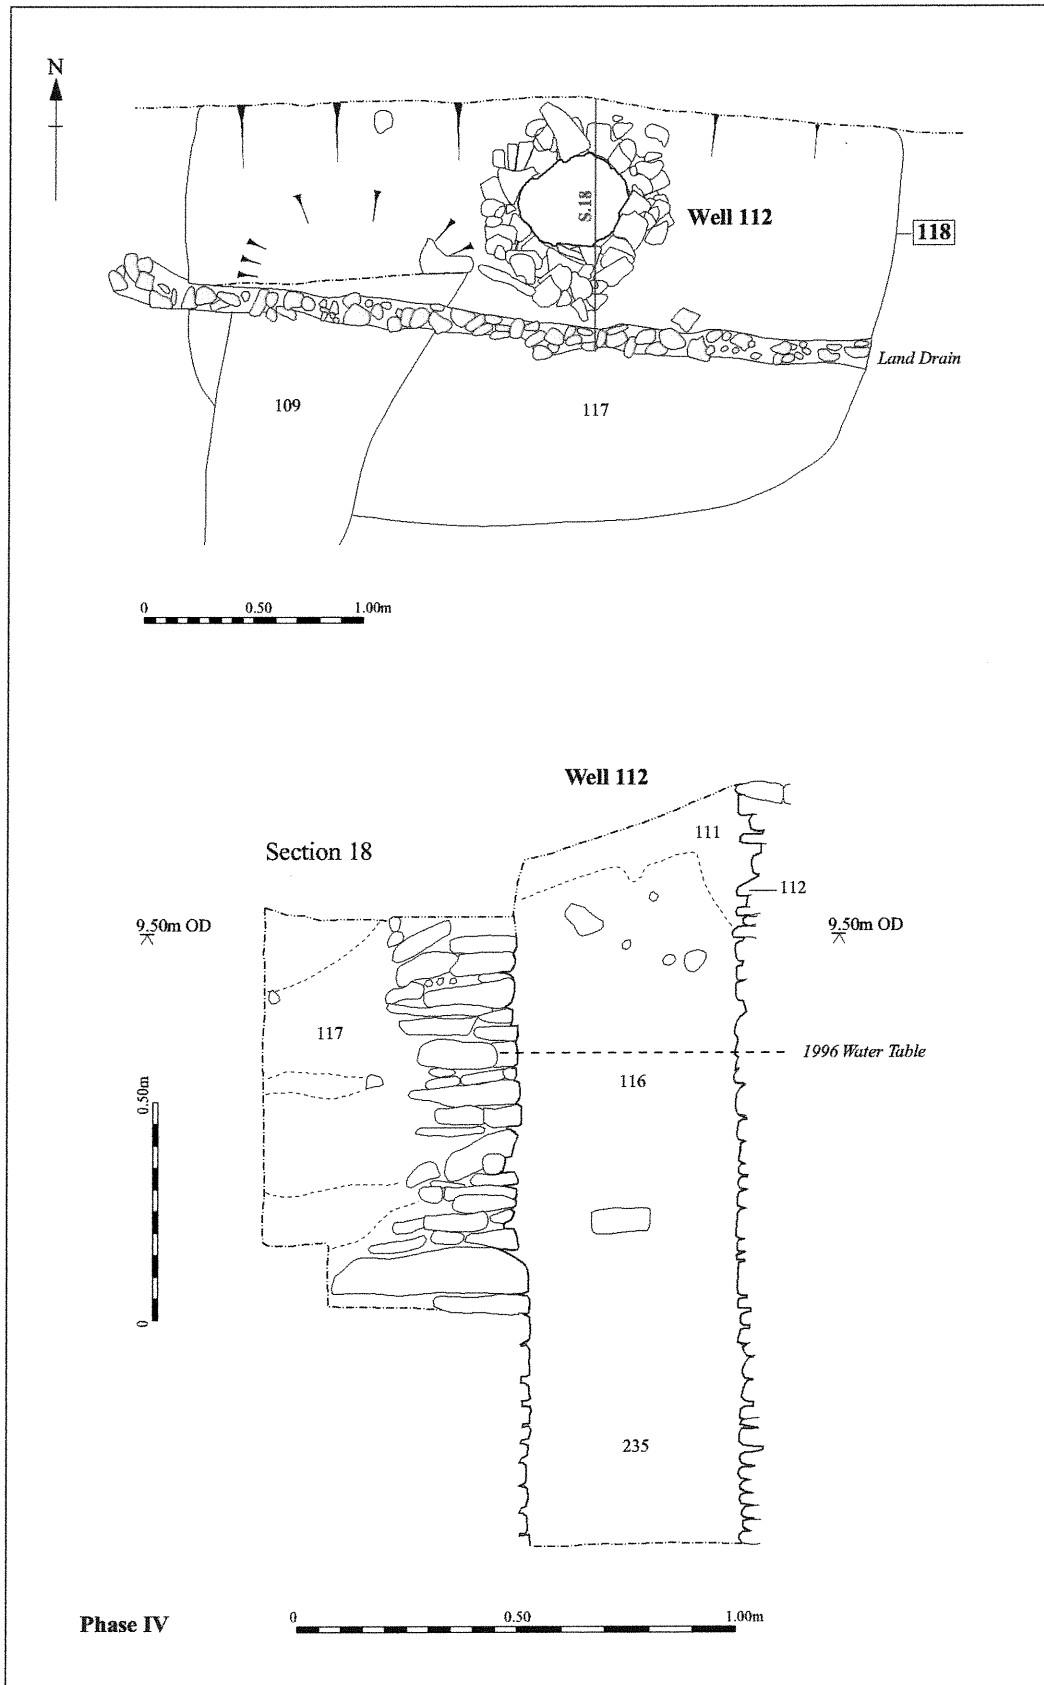 N
S.18
Well 112
118
Land Drain
109
117
0 0.50 1.00m
Well 112
111
Section 18
112
9.50m OD
9.50m OD
117
1996 Water Table
116
0.50m
0
235
Phase IV
0 0.50 1.00m